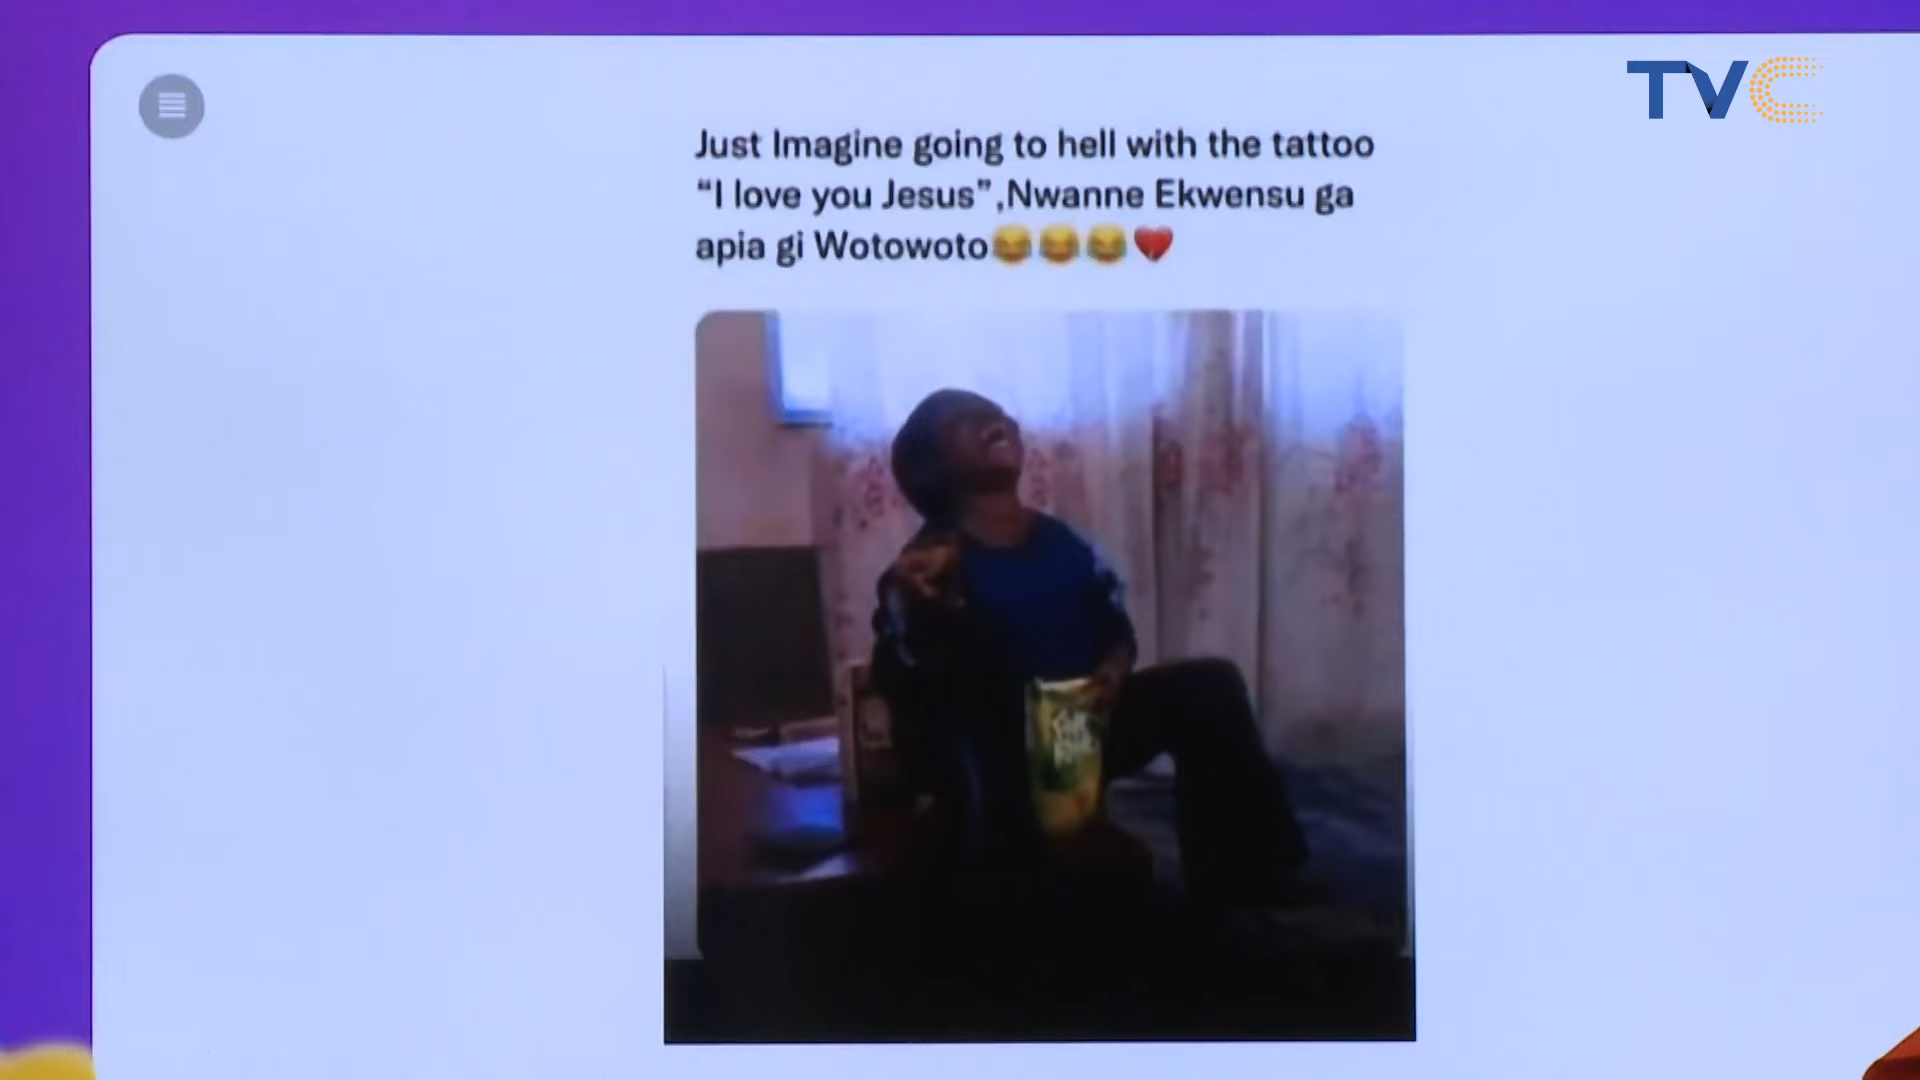 TVC
Just Imagine going to hell with the tattoo
“I love you Jesus”,Nwanne Ekwensu ga
apia gi Wotowoto😂😂😂💔